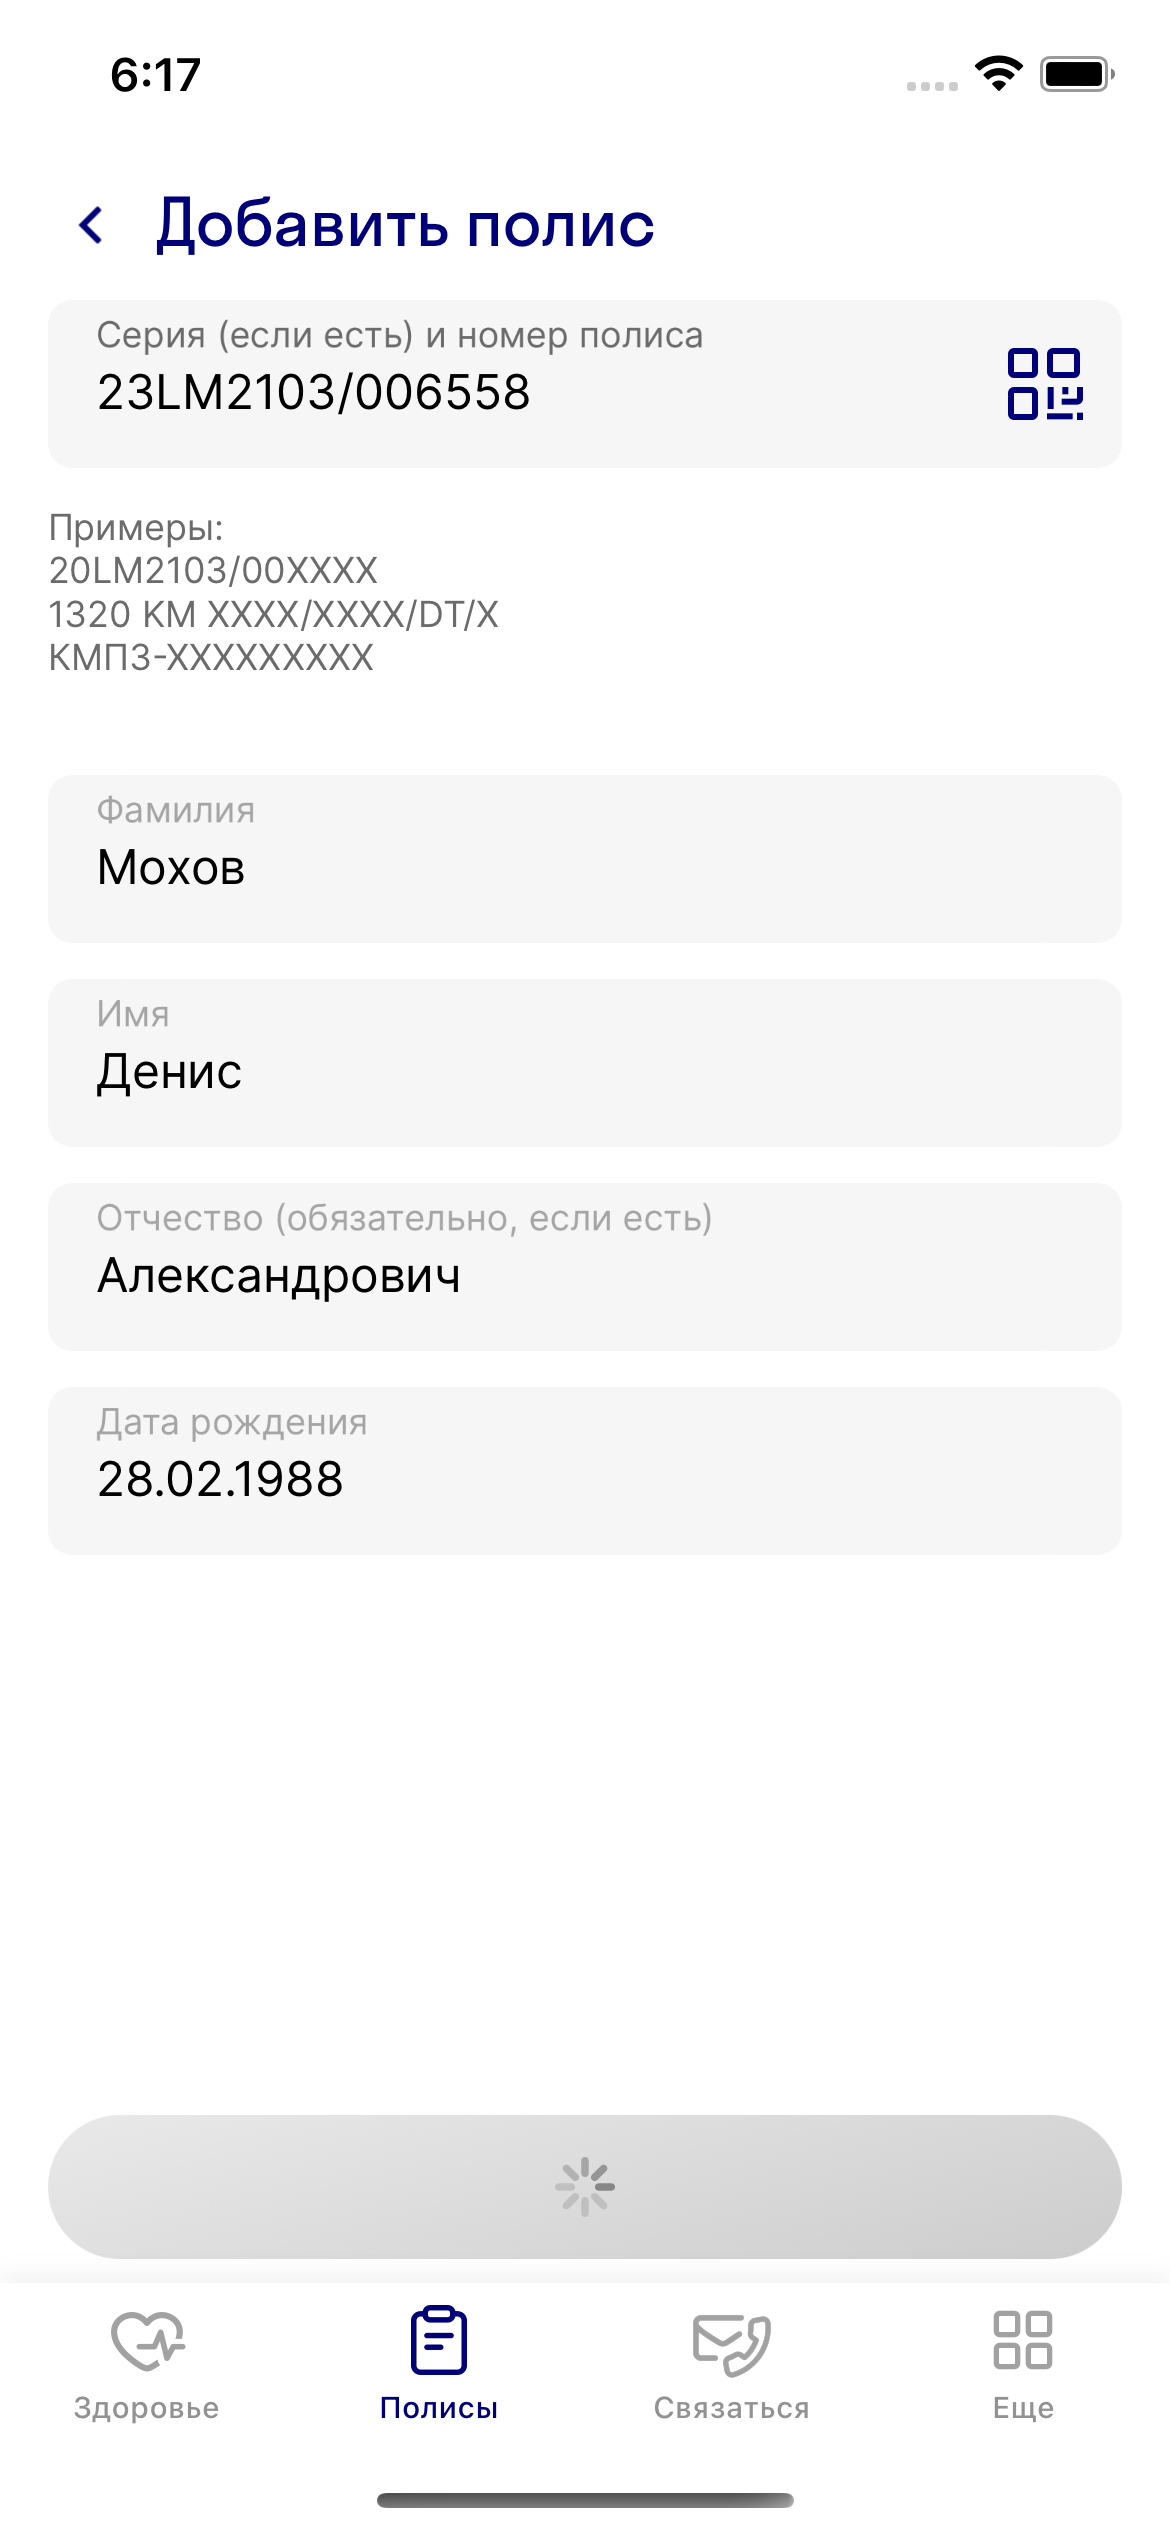 6:17
Добавить полис
Серия (если есть) и номер полиса
23LM2103/006558
Примеры:
20LM2103/00XXXX
1320 KM XXXX/XXXX/DT/X
КМПЗ-XXXXXXXXX
Фамилия
Мохов
Имя
Денис
Отчество (обязательно, если есть)
Александрович
Дата рождения
28.02.1988
Здоровье
Полисы
Связаться
Еще